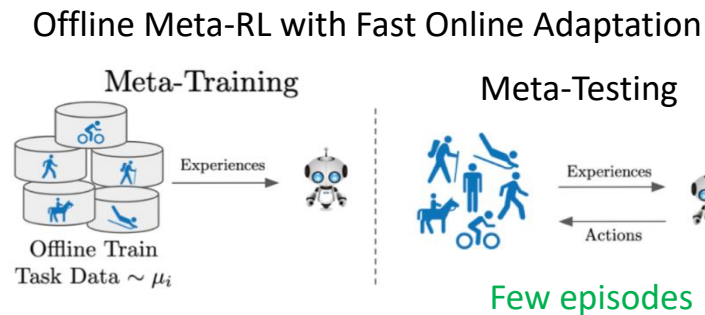 Offline Meta-RL with Fast Online Adaptation
Meta-Training
Experiences
Offline Train
Task Data ~ μᵢ
Meta-Testing
Experiences
Actions
Few episodes